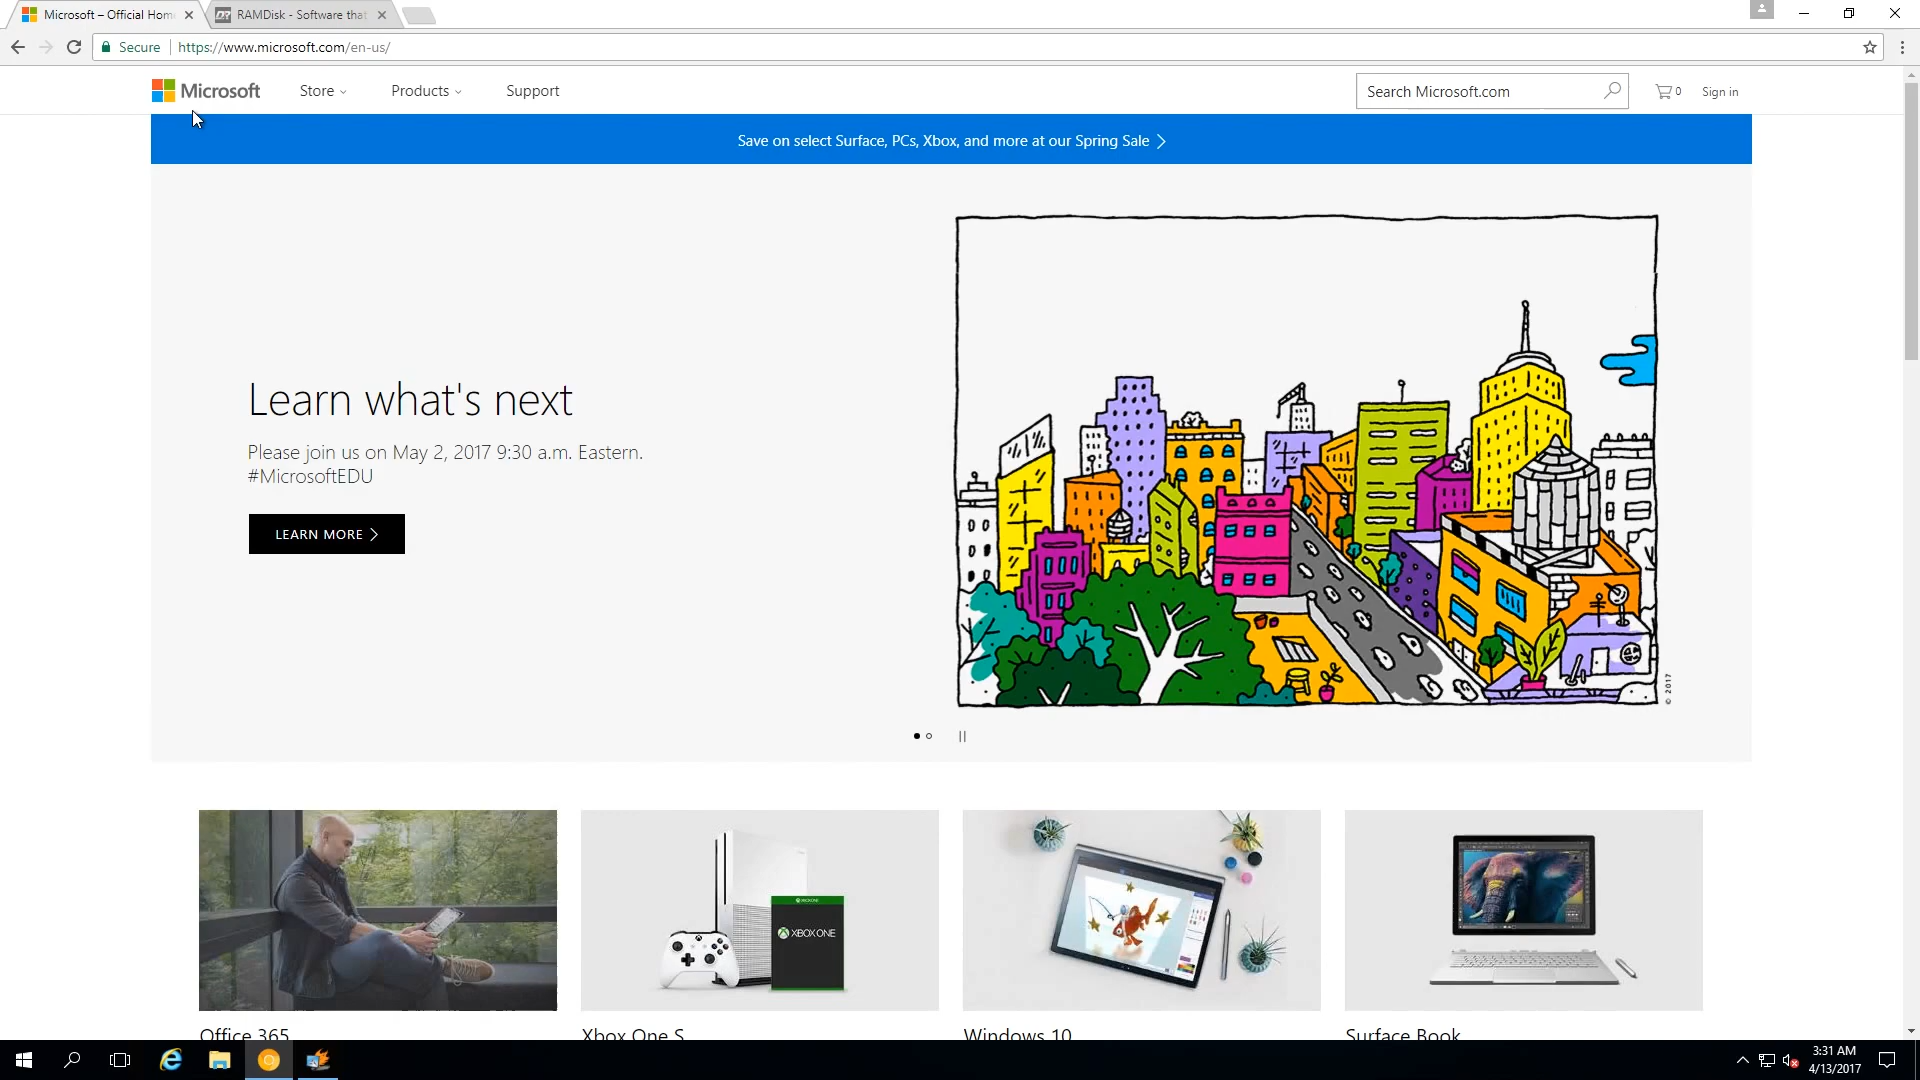 Microsoft – Official Hom
RAMDisk - Software that
Secure
https://www.microsoft.com/en-us/
Microsoft
Store
Products
Support
Search Microsoft.com
0
Sign in
Save on select Surface, PCs, Xbox, and more at our Spring Sale
Learn what's next
Please join us on May 2, 2017 9:30 a.m. Eastern.
#MicrosoftEDU
LEARN MORE
© 2017
XBOX ONE
XBOX ONE
Office 365
Xbox One S
Windows 10
Surface Book
3:31 AM
4/13/2017